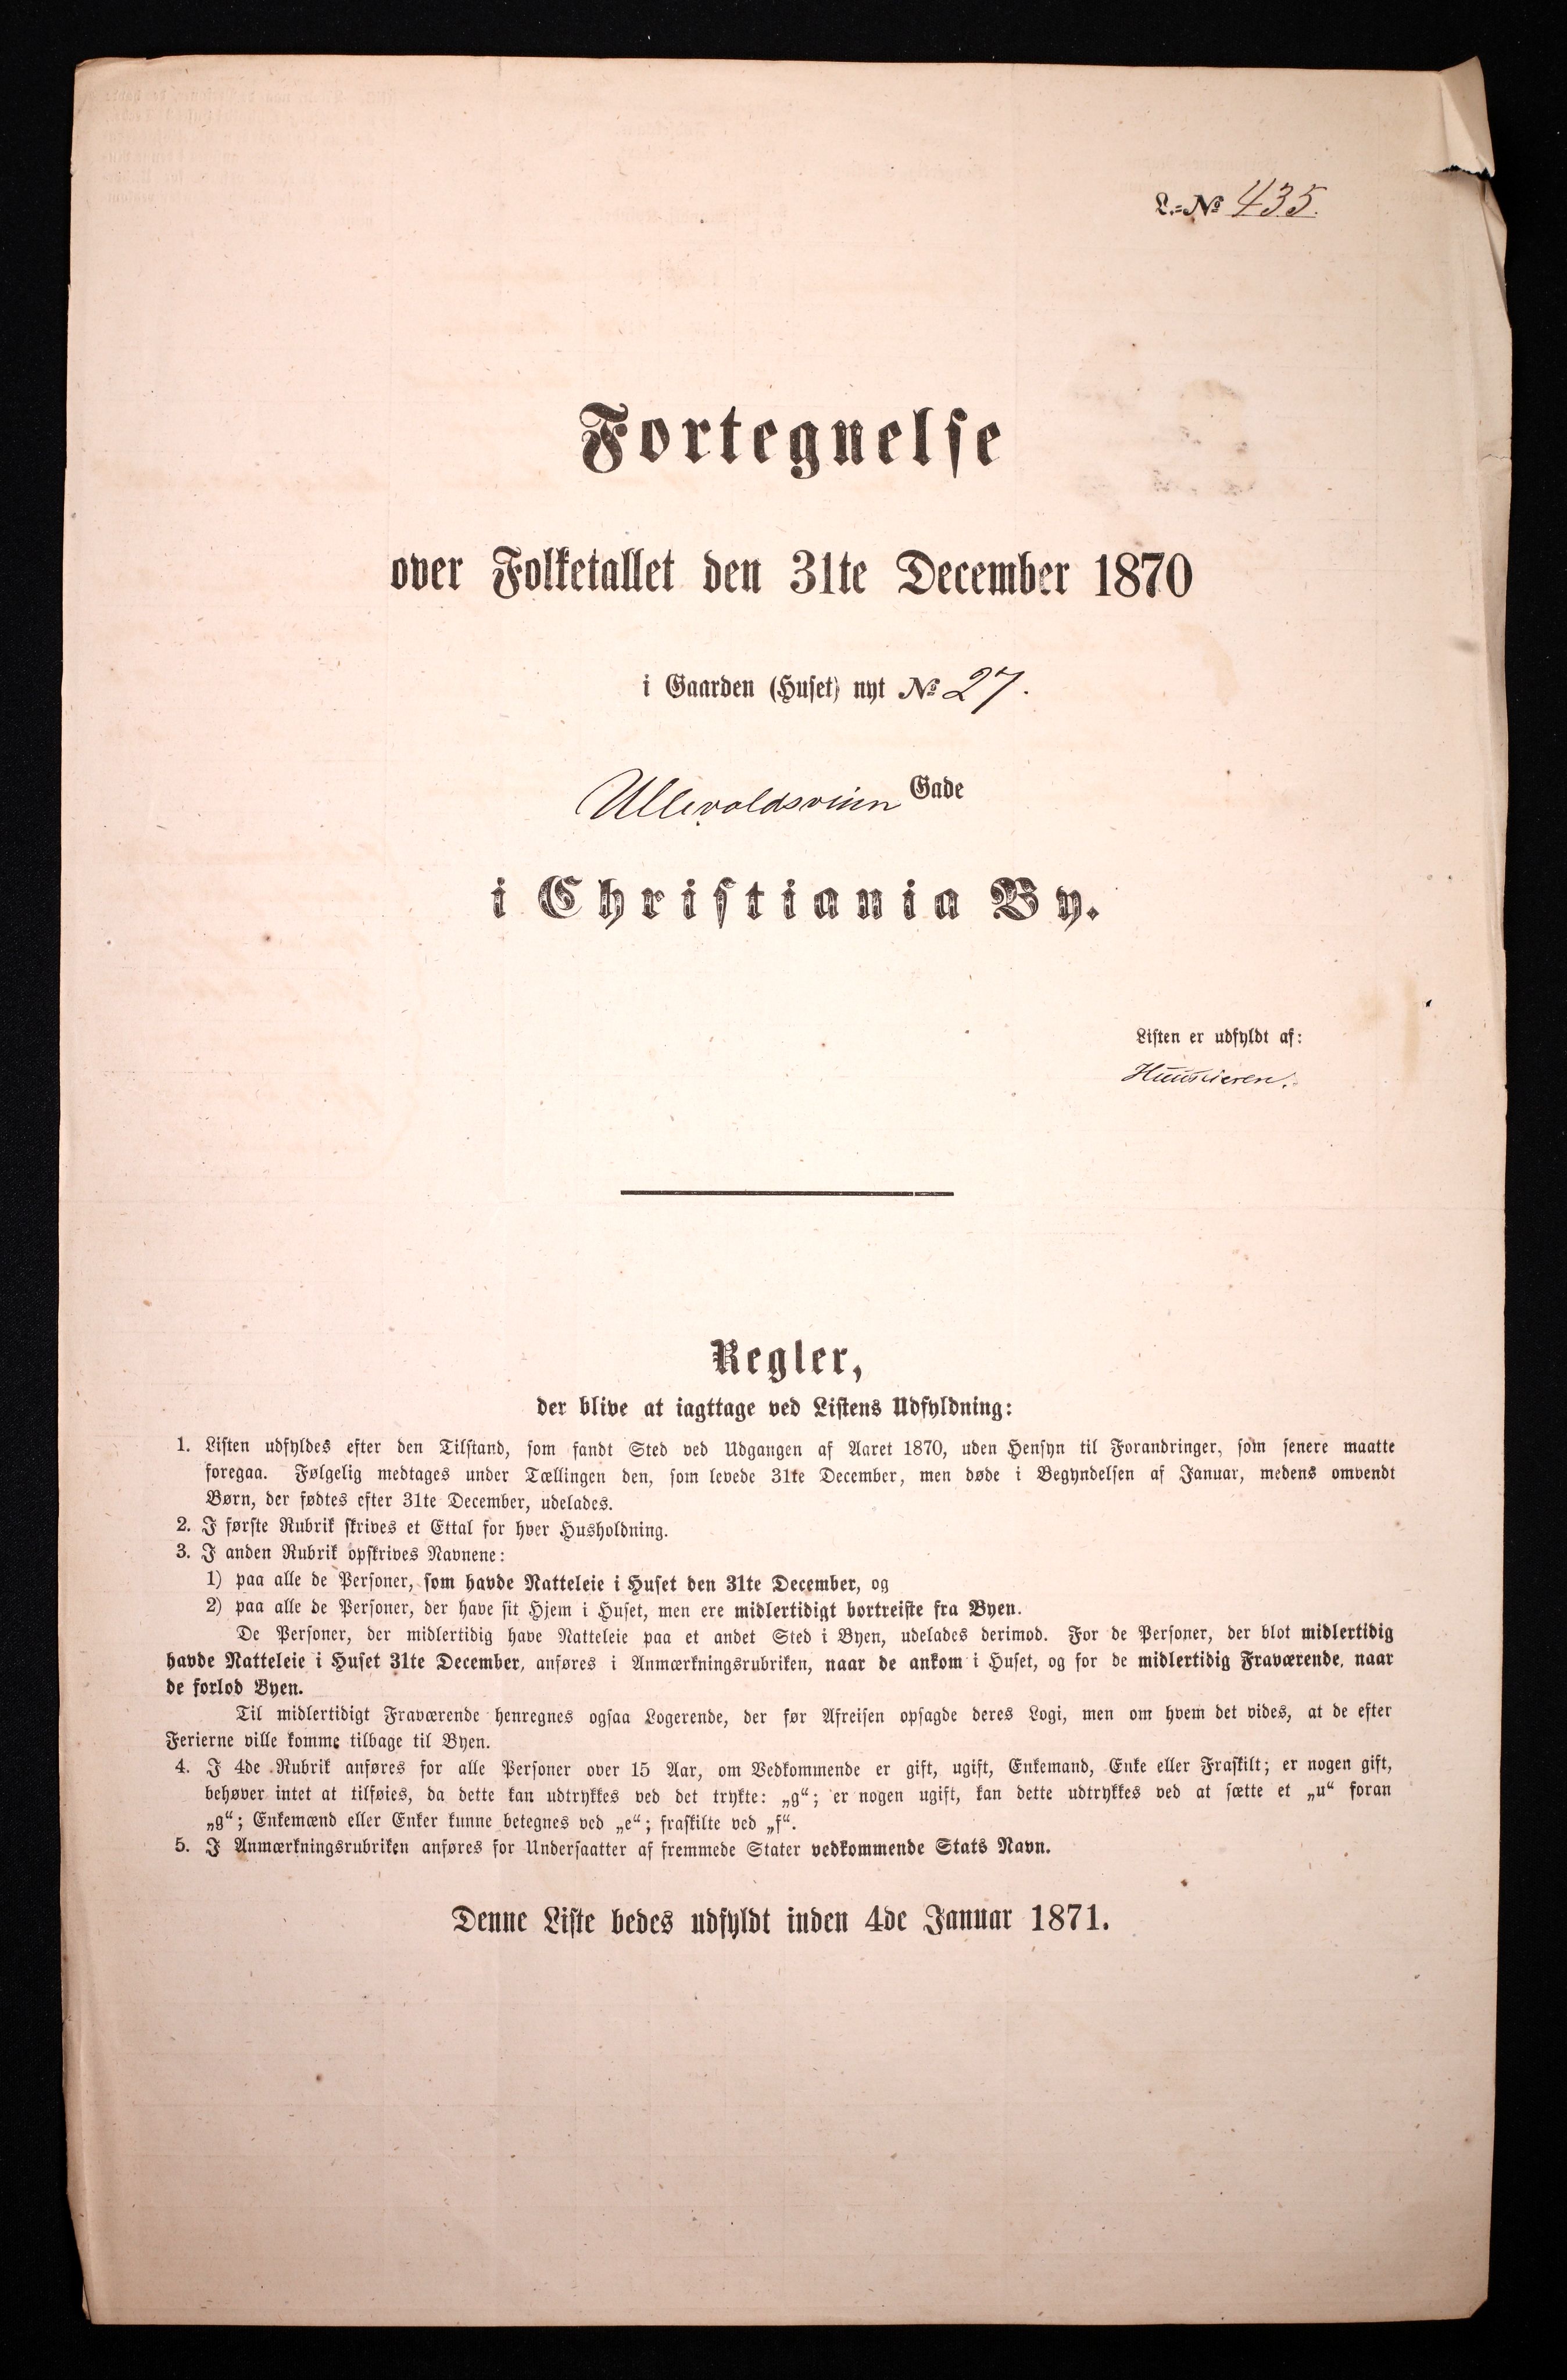 L.=No 435.
Fortegnelse
over Folketallet den 31te December 1870
i Gaarden (Huset) nyt No 27.
Ullevoldsveien Gade
i Christiania By.
Listen er udfyldt af:
Huuseieren.
Regler,
der blive at iagttage ved Listens Udfyldning:
1. Listen udfyldes efter den Tilstand, som fandt Sted ved Udgangen af Aaret 1870, uden Hensyn til Forandringer, som senere maatte
foregaa. Følgelig medtages under Tællingen den, som levede 31te December, men døde i Begyndelsen af Januar, medens omvendt
Børn, der fødtes efter 31te December, udelades.
2. I første Rubrik skrives et Ettal for hver Husholdning.
3. I anden Rubrik opskrives Navnene:
1) paa alle de Personer, som havde Natteleie i Huset den 31te December, og
2) paa alle de Personer, der have sit Hjem i Huset, men ere midlertidigt bortreiste fra Byen.
De Personer, der midlertidig have Natteleie paa et andet Sted i Byen, udelades derimod. For de Personer, der blot midlertidig
havde Natteleie i Huset 31te December, anføres i Anmærkningsrubriken, naar de ankom i Huset, og for de midlertidig Fraværende, naar
de forlod Byen.
Til midlertidigt Fraværende henregnes ogsaa Logerende, der før Afreisen opsagde deres Logi, men om hvem det vides, at de efter
Ferierne ville komme tilbage til Byen.
4. I 4de Rubrik anføres for alle Personer over 15 Aar, om Vedkommende er gift, ugift, Enkemand, Enke eller Fraskilt; er nogen gift,
behøver intet at tilføies, da dette kan udtrykkes ved det trykte: „g“; er nogen ugift, kan dette udtrykkes ved at sætte et „u“ foran
„g“; Enkemænd eller Enker kunne betegnes ved „e“; fraskilte ved „f“.
5. I Anmærkningsrubriken anføres for Undersaatter af fremmede Stater vedkommende Stats Navn.
Denne Liste bedes udfyldt inden 4de Januar 1871.